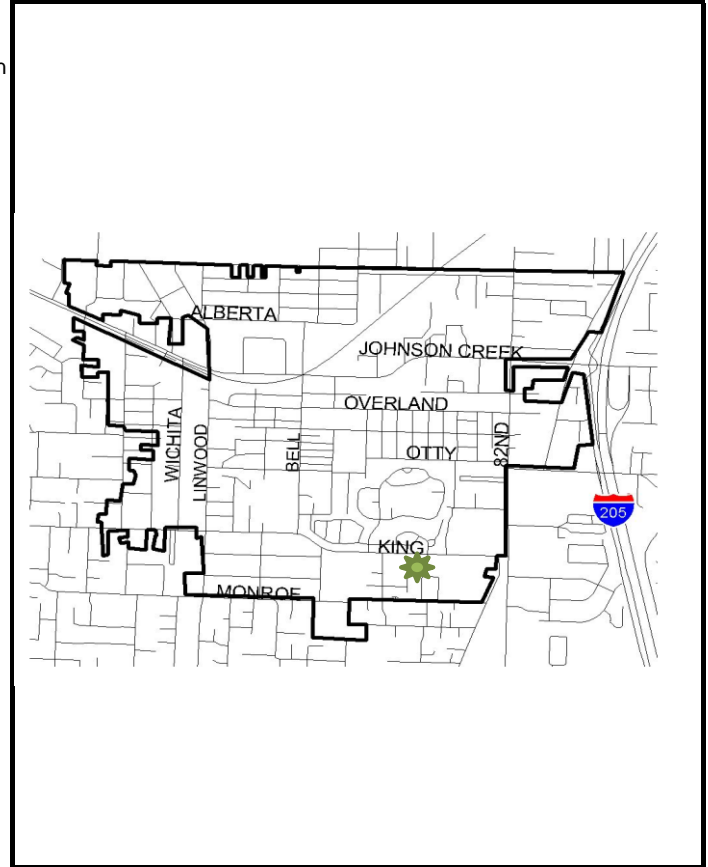 n
ALBERTA
JOHNSON CREEK
OVERLAND
WICHITA
LINWOOD
BELL
OTTY
82ND
205
KING
MONROE